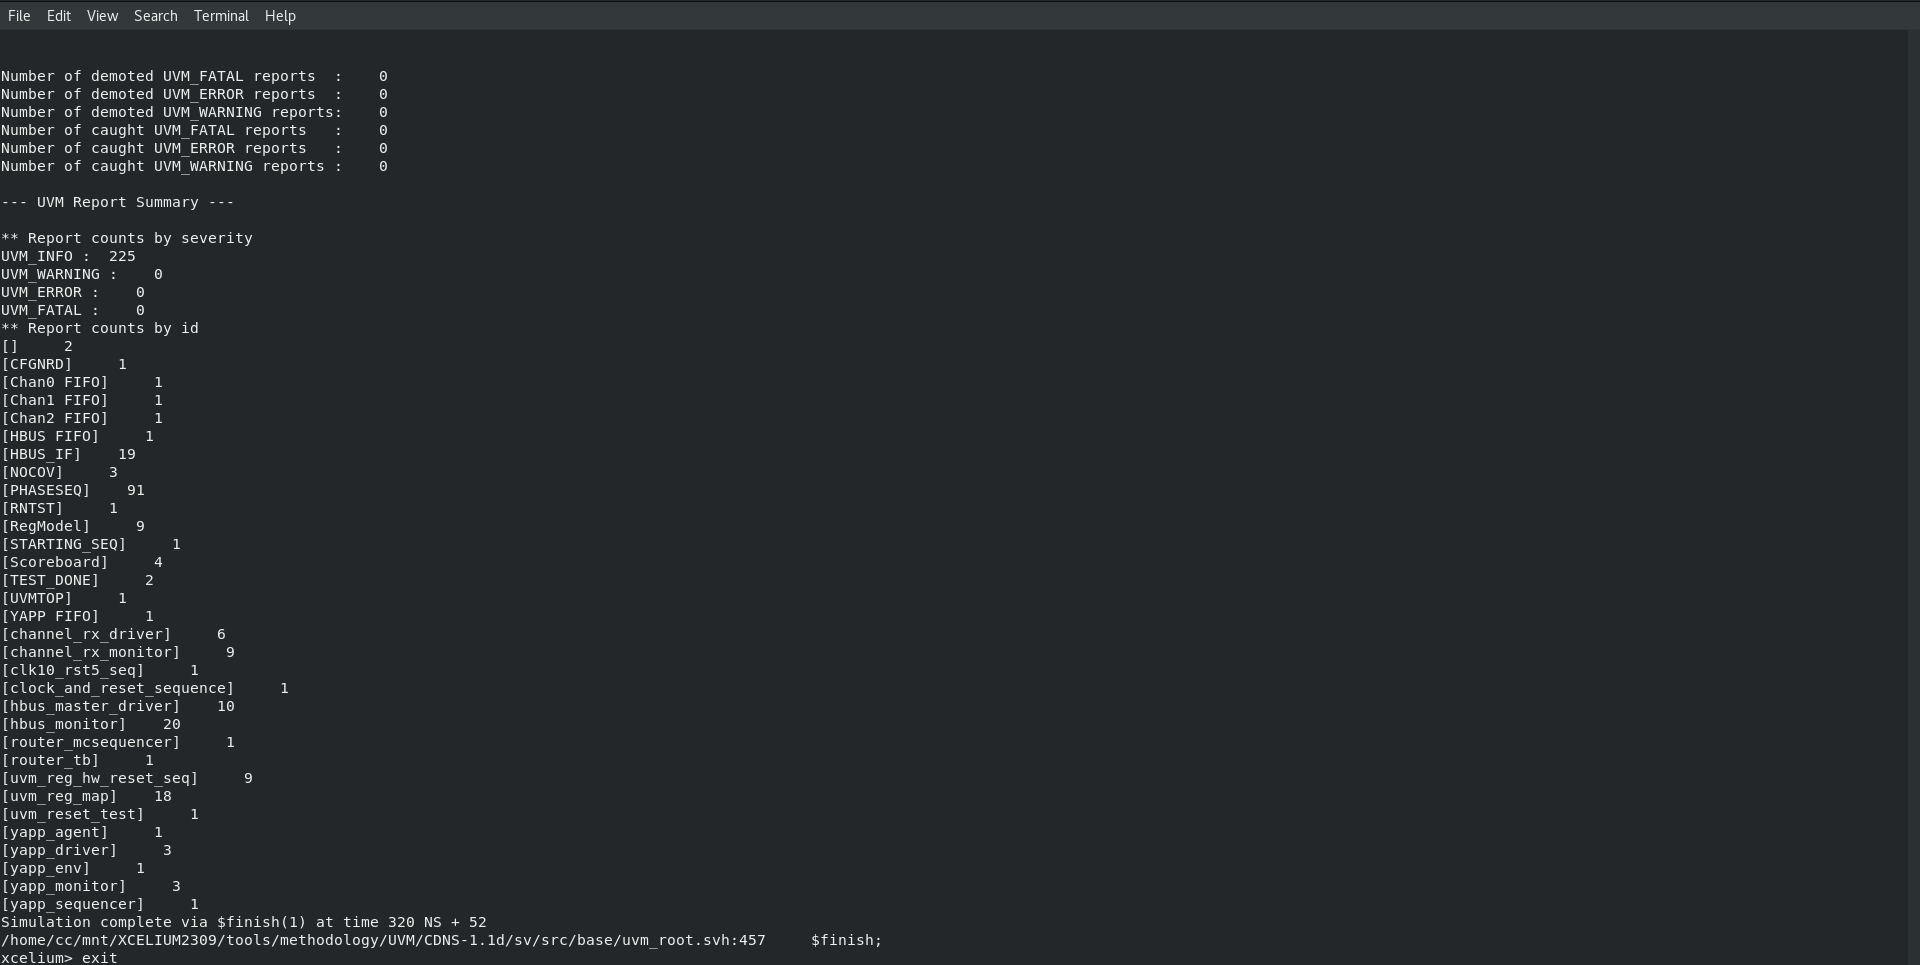 File Edit View Search Terminal Help
Number of demoted UVM_FATAL reports  :    0
Number of demoted UVM_ERROR reports  :    0
Number of demoted UVM_WARNING reports:    0
Number of caught UVM_FATAL reports   :    0
Number of caught UVM_ERROR reports   :    0
Number of caught UVM_WARNING reports :    0
--- UVM Report Summary ---
** Report counts by severity
UVM_INFO :  225
UVM_WARNING :    0
UVM_ERROR :    0
UVM_FATAL :    0
** Report counts by id
[]     2
[CFGNRD]     1
[Chan0 FIFO]     1
[Chan1 FIFO]     1
[Chan2 FIFO]     1
[HBUS FIFO]     1
[HBUS_IF]    19
[NOCOV]     3
[PHASESEQ]    91
[RNTST]     1
[RegModel]     9
[STARTING_SEQ]     1
[Scoreboard]     4
[TEST_DONE]     2
[UVMTOP]     1
[YAPP FIFO]     1
[channel_rx_driver]     6
[channel_rx_monitor]     9
[clk10_rst5_seq]     1
[clock_and_reset_sequence]     1
[hbus_master_driver]    10
[hbus_monitor]    20
[router_mcsequencer]     1
[router_tb]     1
[uvm_reg_hw_reset_seq]     9
[uvm_reg_map]    18
[uvm_reset_test]     1
[yapp_agent]     1
[yapp_driver]     3
[yapp_env]     1
[yapp_monitor]     3
[yapp_sequencer]     1
Simulation complete via $finish(1) at time 320 NS + 52
/home/cc/mnt/XCELIUM2309/tools/methodology/UVM/CDNS-1.1d/sv/src/base/uvm_root.svh:457     $finish;
xcelium> exit